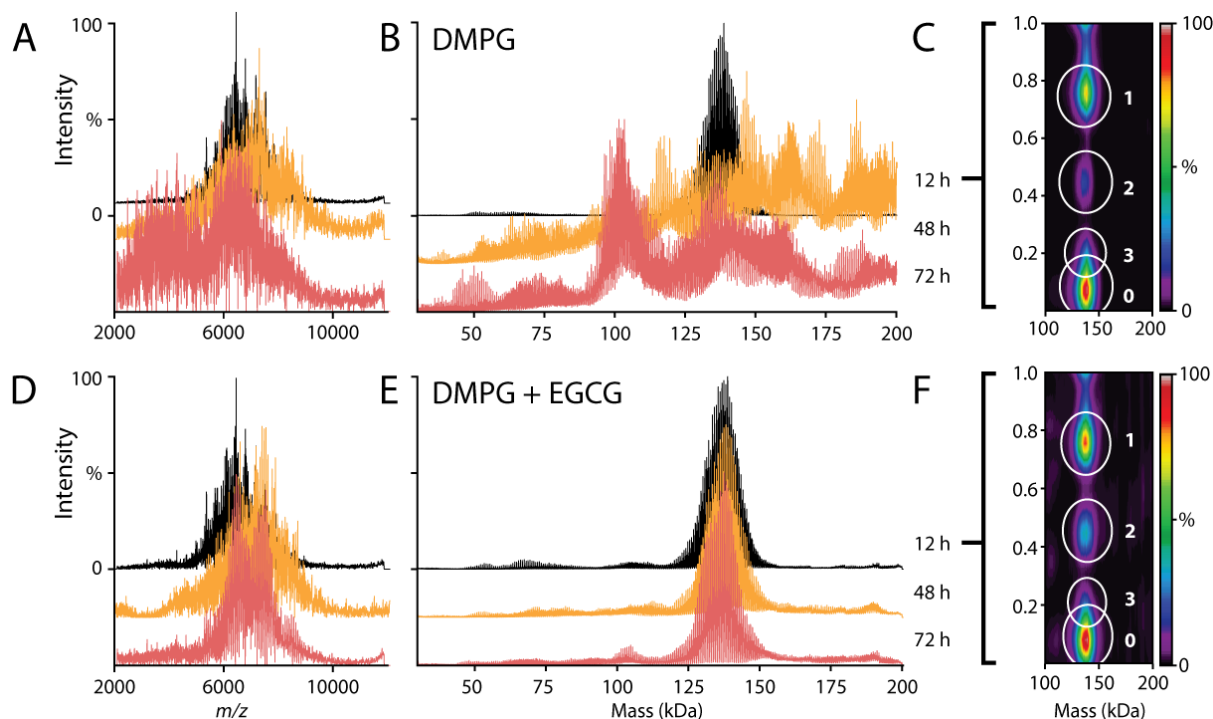 A
100
Intensity
%
0
2000
6000
10000
B
DMPG
12 h
48 h
72 h
50
75
100
125
150
175
200
Mass (kDa)
C
1.0
0.8
0.6
0.4
0.2
1
2
3
0
100
150
200
100
%
0
D
100
Intensity
%
0
2000
6000
10000
m/z
E
DMPG + EGCG
12 h
48 h
72 h
50
75
100
125
150
175
200
Mass (kDa)
F
1.0
0.8
0.6
0.4
0.2
1
2
3
0
100
150
200
Mass (kDa)
100
%
0